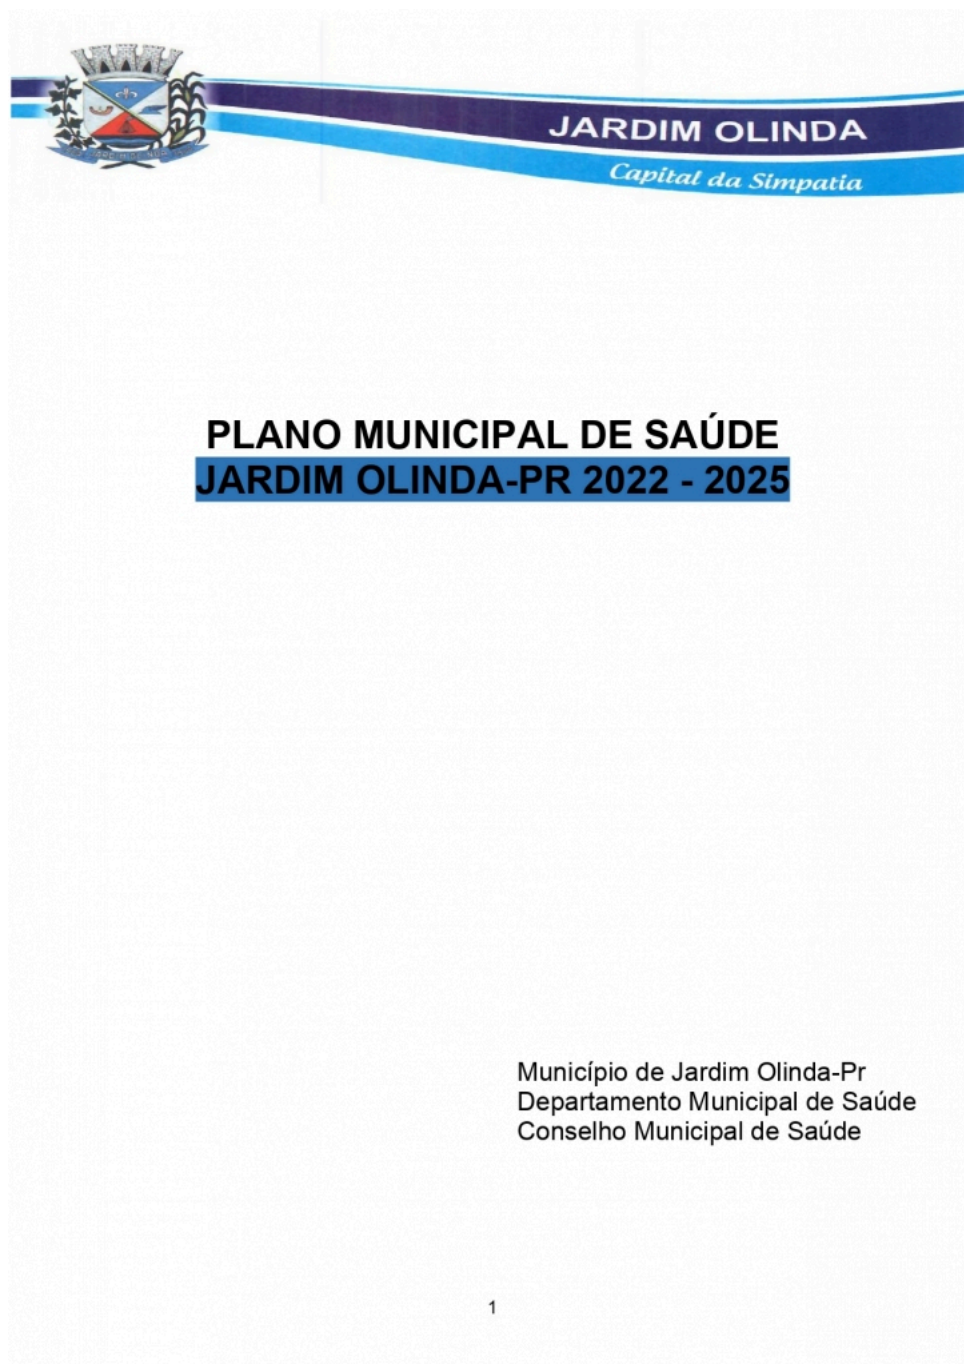 JARDIM OLINDA
Capital da Simpatia
PLANO MUNICIPAL DE SAÚDE
JARDIM OLINDA-PR 2022 - 2025
Município de Jardim Olinda-Pr
Departamento Municipal de Saúde
Conselho Municipal de Saúde
1